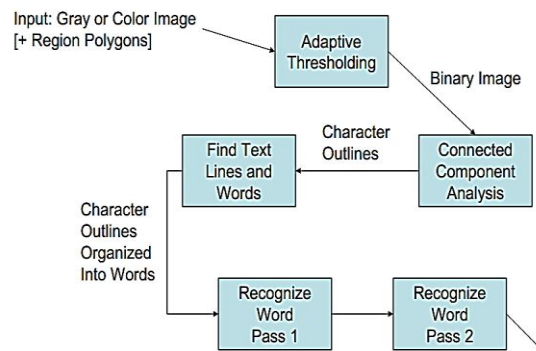 Input: Gray or Color Image
[+ Region Polygons]
Adaptive
Thresholding
Binary Image
Connected
Component
Analysis
Character
Outlines
Find Text
Lines and
Words
Character
Outlines
Organized
Into Words
Recognize
Word
Pass 1
Recognize
Word
Pass 2